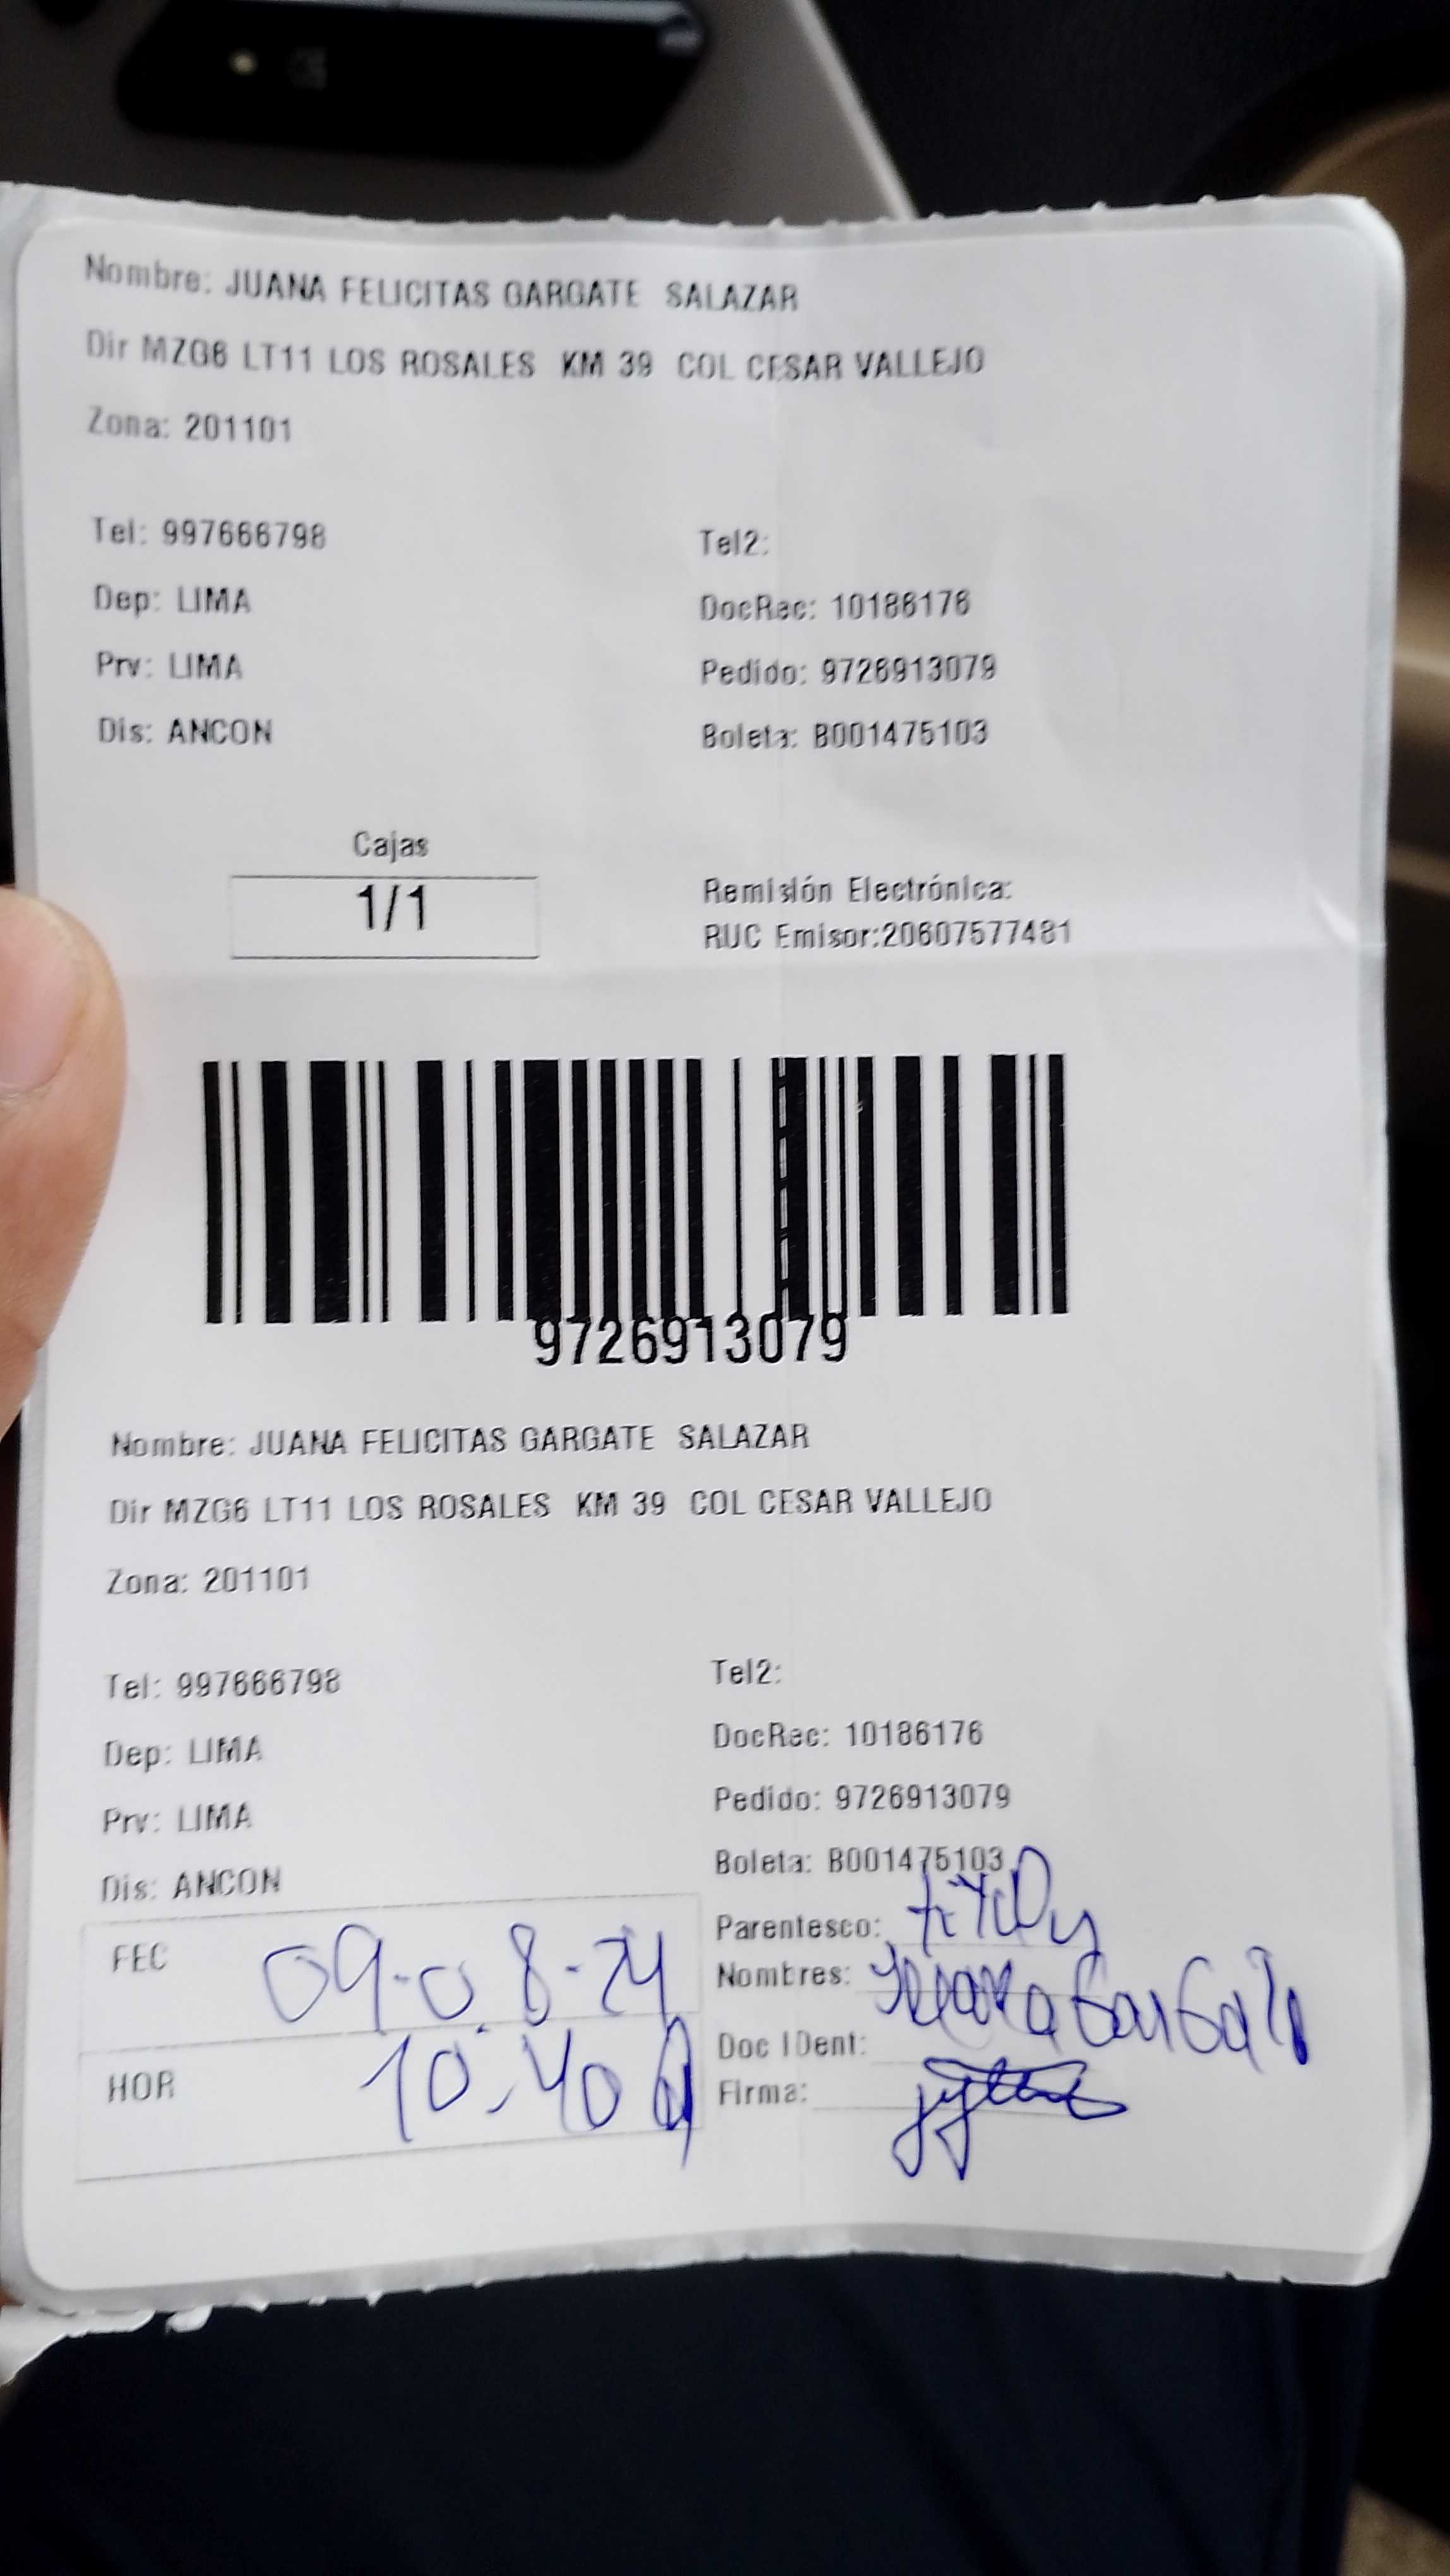 Nombre: JUANA FELICITAS GARGATE SALAZAR
Dir MZG6 LT11 LOS ROSALES KM 39 COL CESAR VALLEJO
Zona: 201101
Tel: 997666798
Tel2:
Dep: LIMA
DocRec: 10186176
Prv: LIMA
Pedido: 9726913079
Dis: ANCON
Boleta: B001475103
Cajas
1/1
Remisión Electrónica:
RUC Emisor:20607577481
9726913079
Nombre: JUANA FELICITAS GARGATE SALAZAR
Dir MZG6 LT11 LOS ROSALES KM 39 COL CESAR VALLEJO
Zona: 201101
Tel: 997666798
Tel2:
Dep: LIMA
DocRec: 10186176
Prv: LIMA
Pedido: 9726913079
Dis: ANCON
Boleta: B001475103
FEC 09-08-24
Parentesco:
Nombres: Juana Gargate
HOR 10:40
Doc IDent:
Firma: